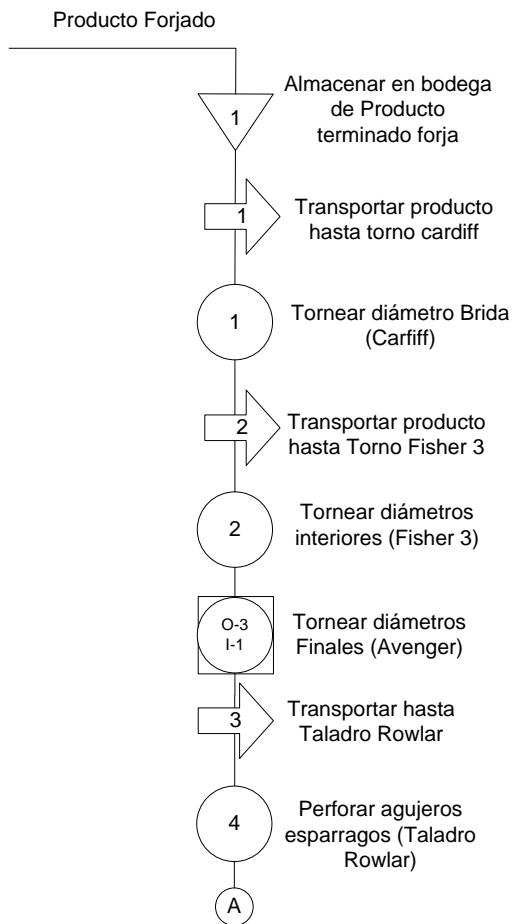 Producto Forjado
1
Almacenar en bodega
de Producto
terminado forja
1
Transportar producto
hasta torno cardiff
1
Tornear diámetro Brida
(Carfiff)
2
Transportar producto
hasta Torno Fisher 3
2
Tornear diámetros
interiores (Fisher 3)
O-3
I-1
Tornear diámetros
Finales (Avenger)
3
Transportar hasta
Taladro Rowlar
4
Perforar agujeros
esparragos (Taladro
Rowlar)
A